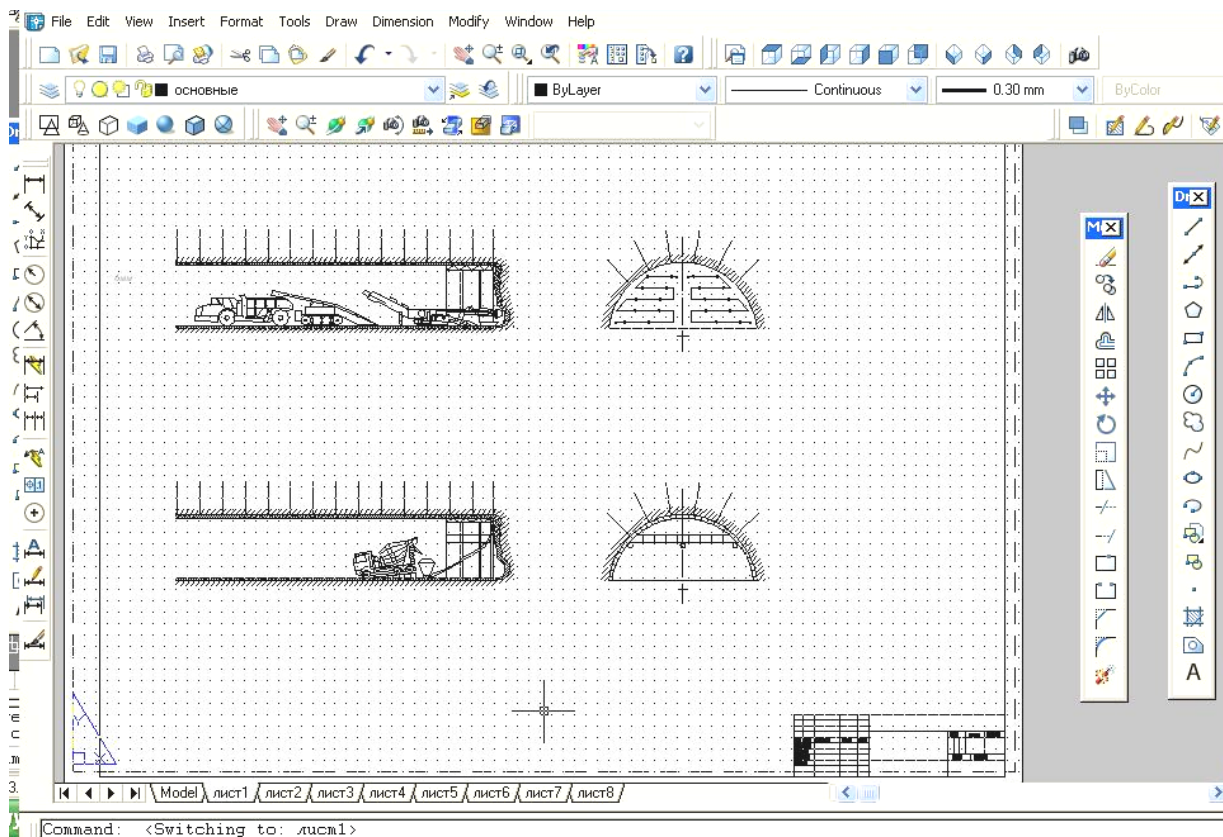 File Edit View Insert Format Tools Draw Dimension Modify Window Help
основные ByLayer Continuous 0.30 mm ByColor
Model лист1 лист2 лист3 лист4 лист5 лист6 лист7 лист8
Command: <Switching to: лист1>